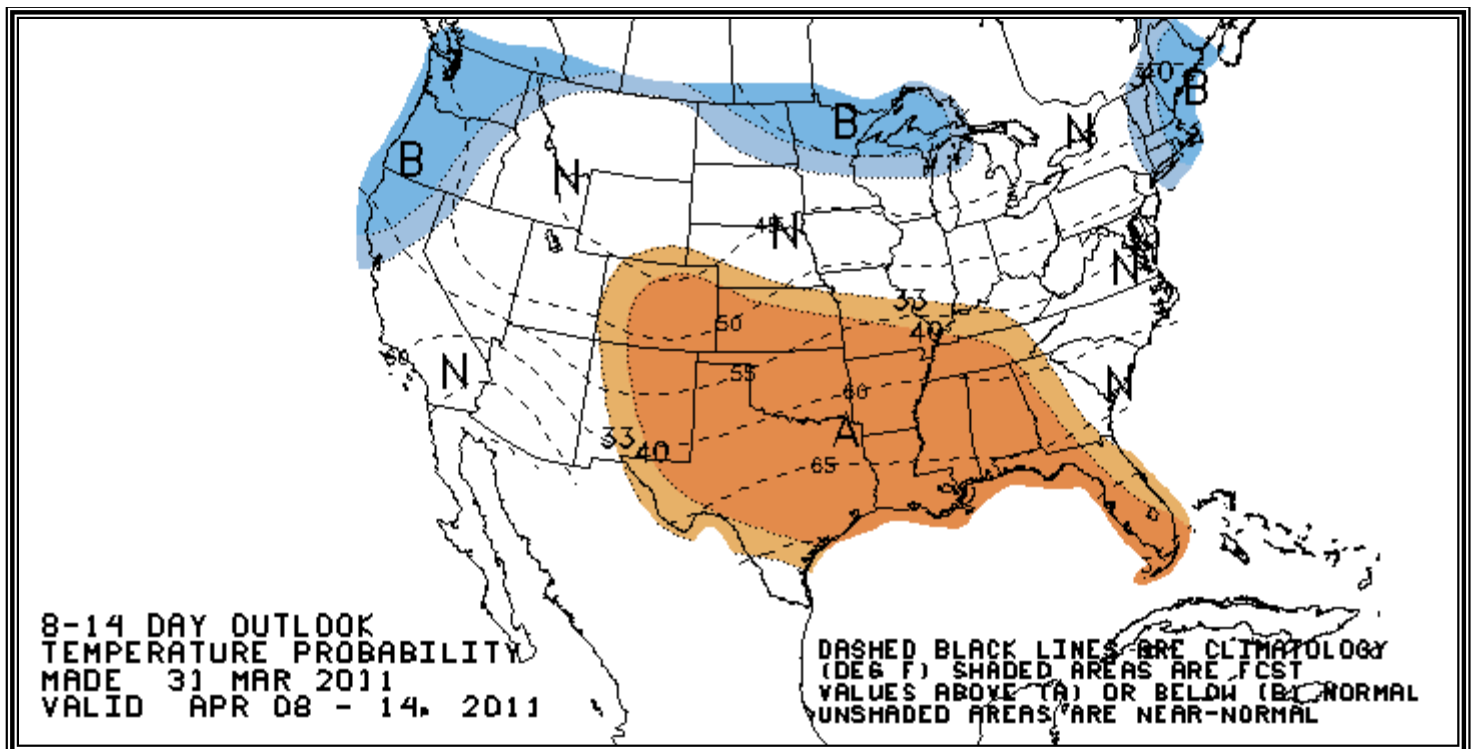 B
B
B
N
N
N
N
N
N
45
33
40
50
50
55
60
A
65
33
40
8-14 DAY OUTLOOK
TEMPERATURE PROBABILITY
MADE 31 MAR 2011
VALID APR 08 - 14, 2011
DASHED BLACK LINES ARE CLIMATOLOGY
(DEG F) SHADED AREAS ARE FCST
VALUES ABOVE (A) OR BELOW (B) NORMAL
UNSHADED AREAS ARE NEAR-NORMAL